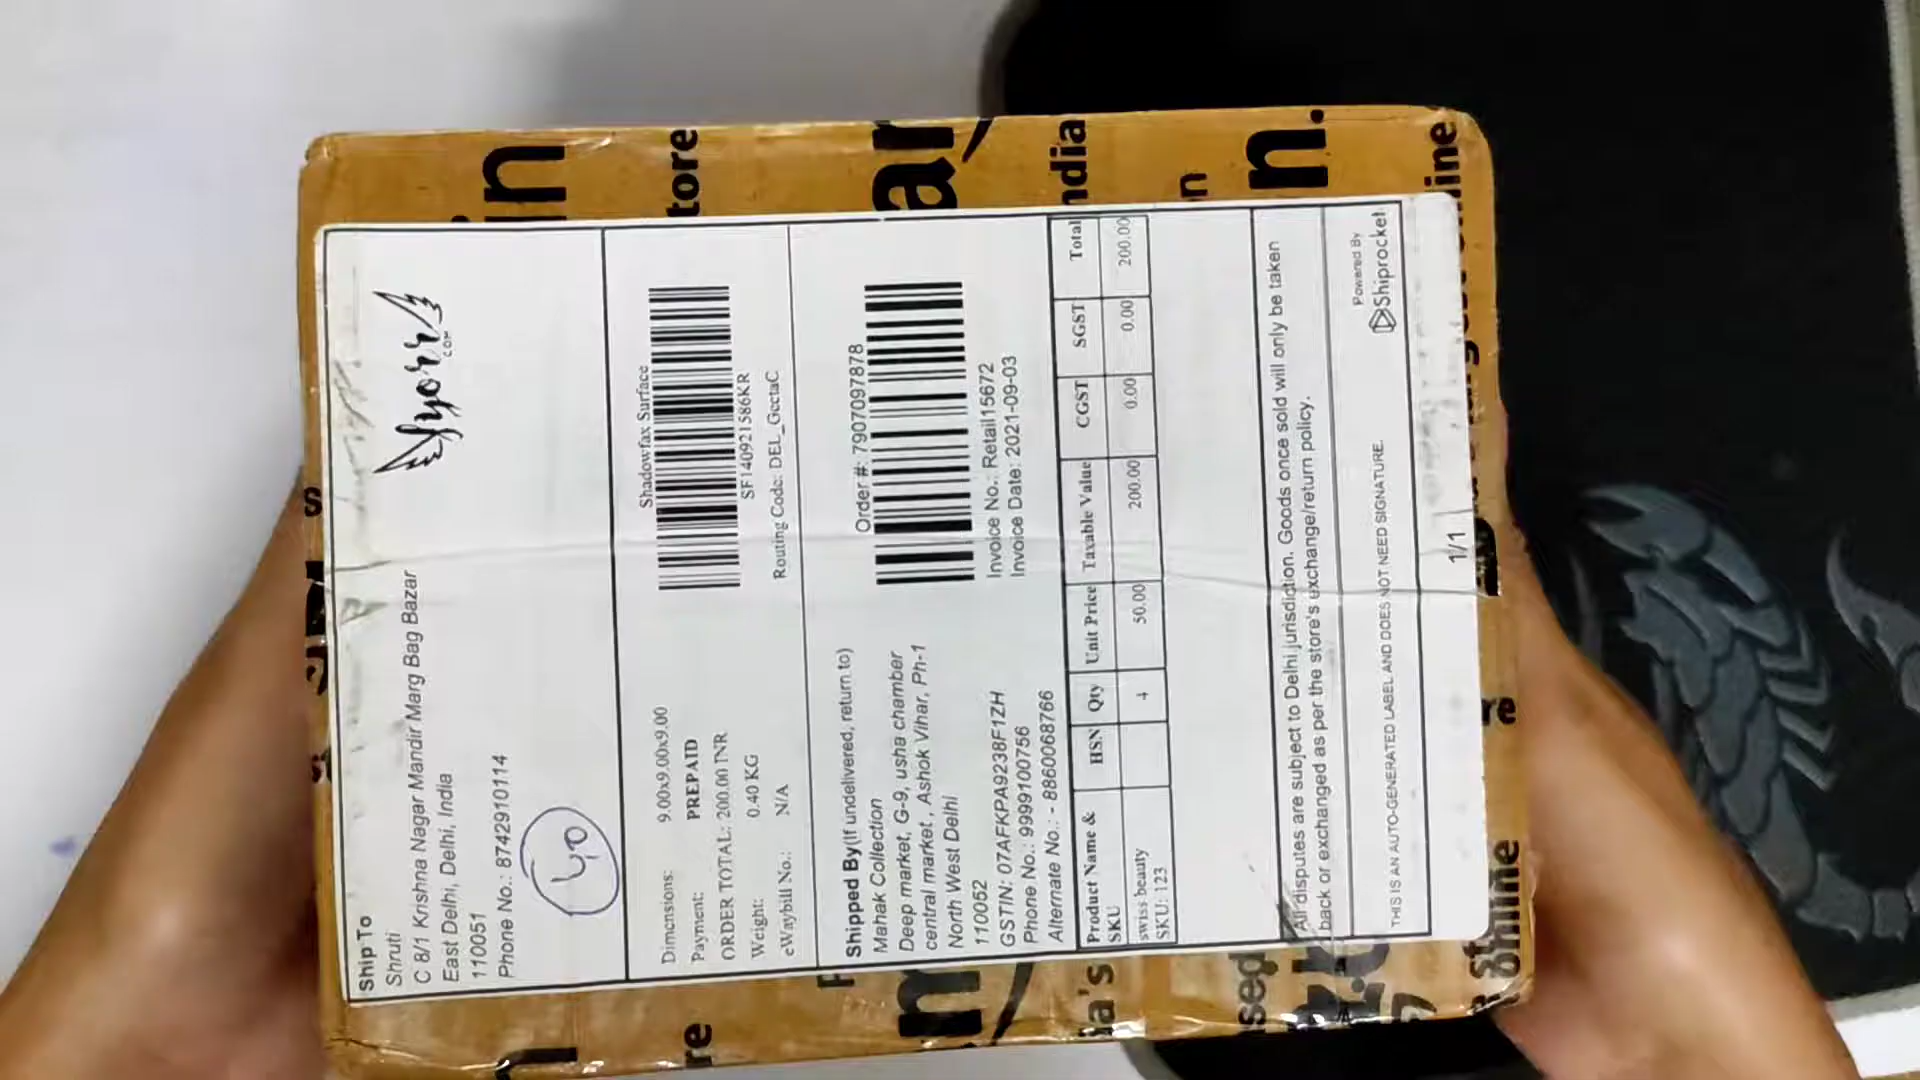 Ship To
Shruti
C 8/1 Krishna Nagar Mandir Marg Bag Bazar
East Delhi, Delhi, India
110051
Phone No.: 8742910114
fyorr
.COM
40
Dimensions: 9.00x9.00x9.00
Payment: PREPAID
ORDER TOTAL: 200.00 INR
Weight: 0.40 KG
eWaybill No.: N/A
Shadowfax Surface
SF140921586KR
Routing Code: DEL_GeetaC
Shipped By(If undelivered, return to)
Mahak Collection
Deep market, G-9, usha chamber
central market , Ashok Vihar, Ph-1
North West Delhi
110052
GSTIN: 07AFKPA9238F1ZH
Phone No.: 9999100756
Alternate No.: - 8860068766
Order #: 7907097878
Invoice No.: Retail15672
Invoice Date: 2021-09-03
Product Name & SKU HSN Qty Unit Price Taxable Value CGST SGST Total
swiss beauty 4 50.00 200.00 0.00 0.00 200.00
SKU: 123
All disputes are subject to Delhi jurisdiction. Goods once sold will only be taken
back or exchanged as per the store's exchange/return policy.
THIS IS AN AUTO-GENERATED LABEL AND DOES NOT NEED SIGNATURE.
Powered By
Shiprocket
1/1